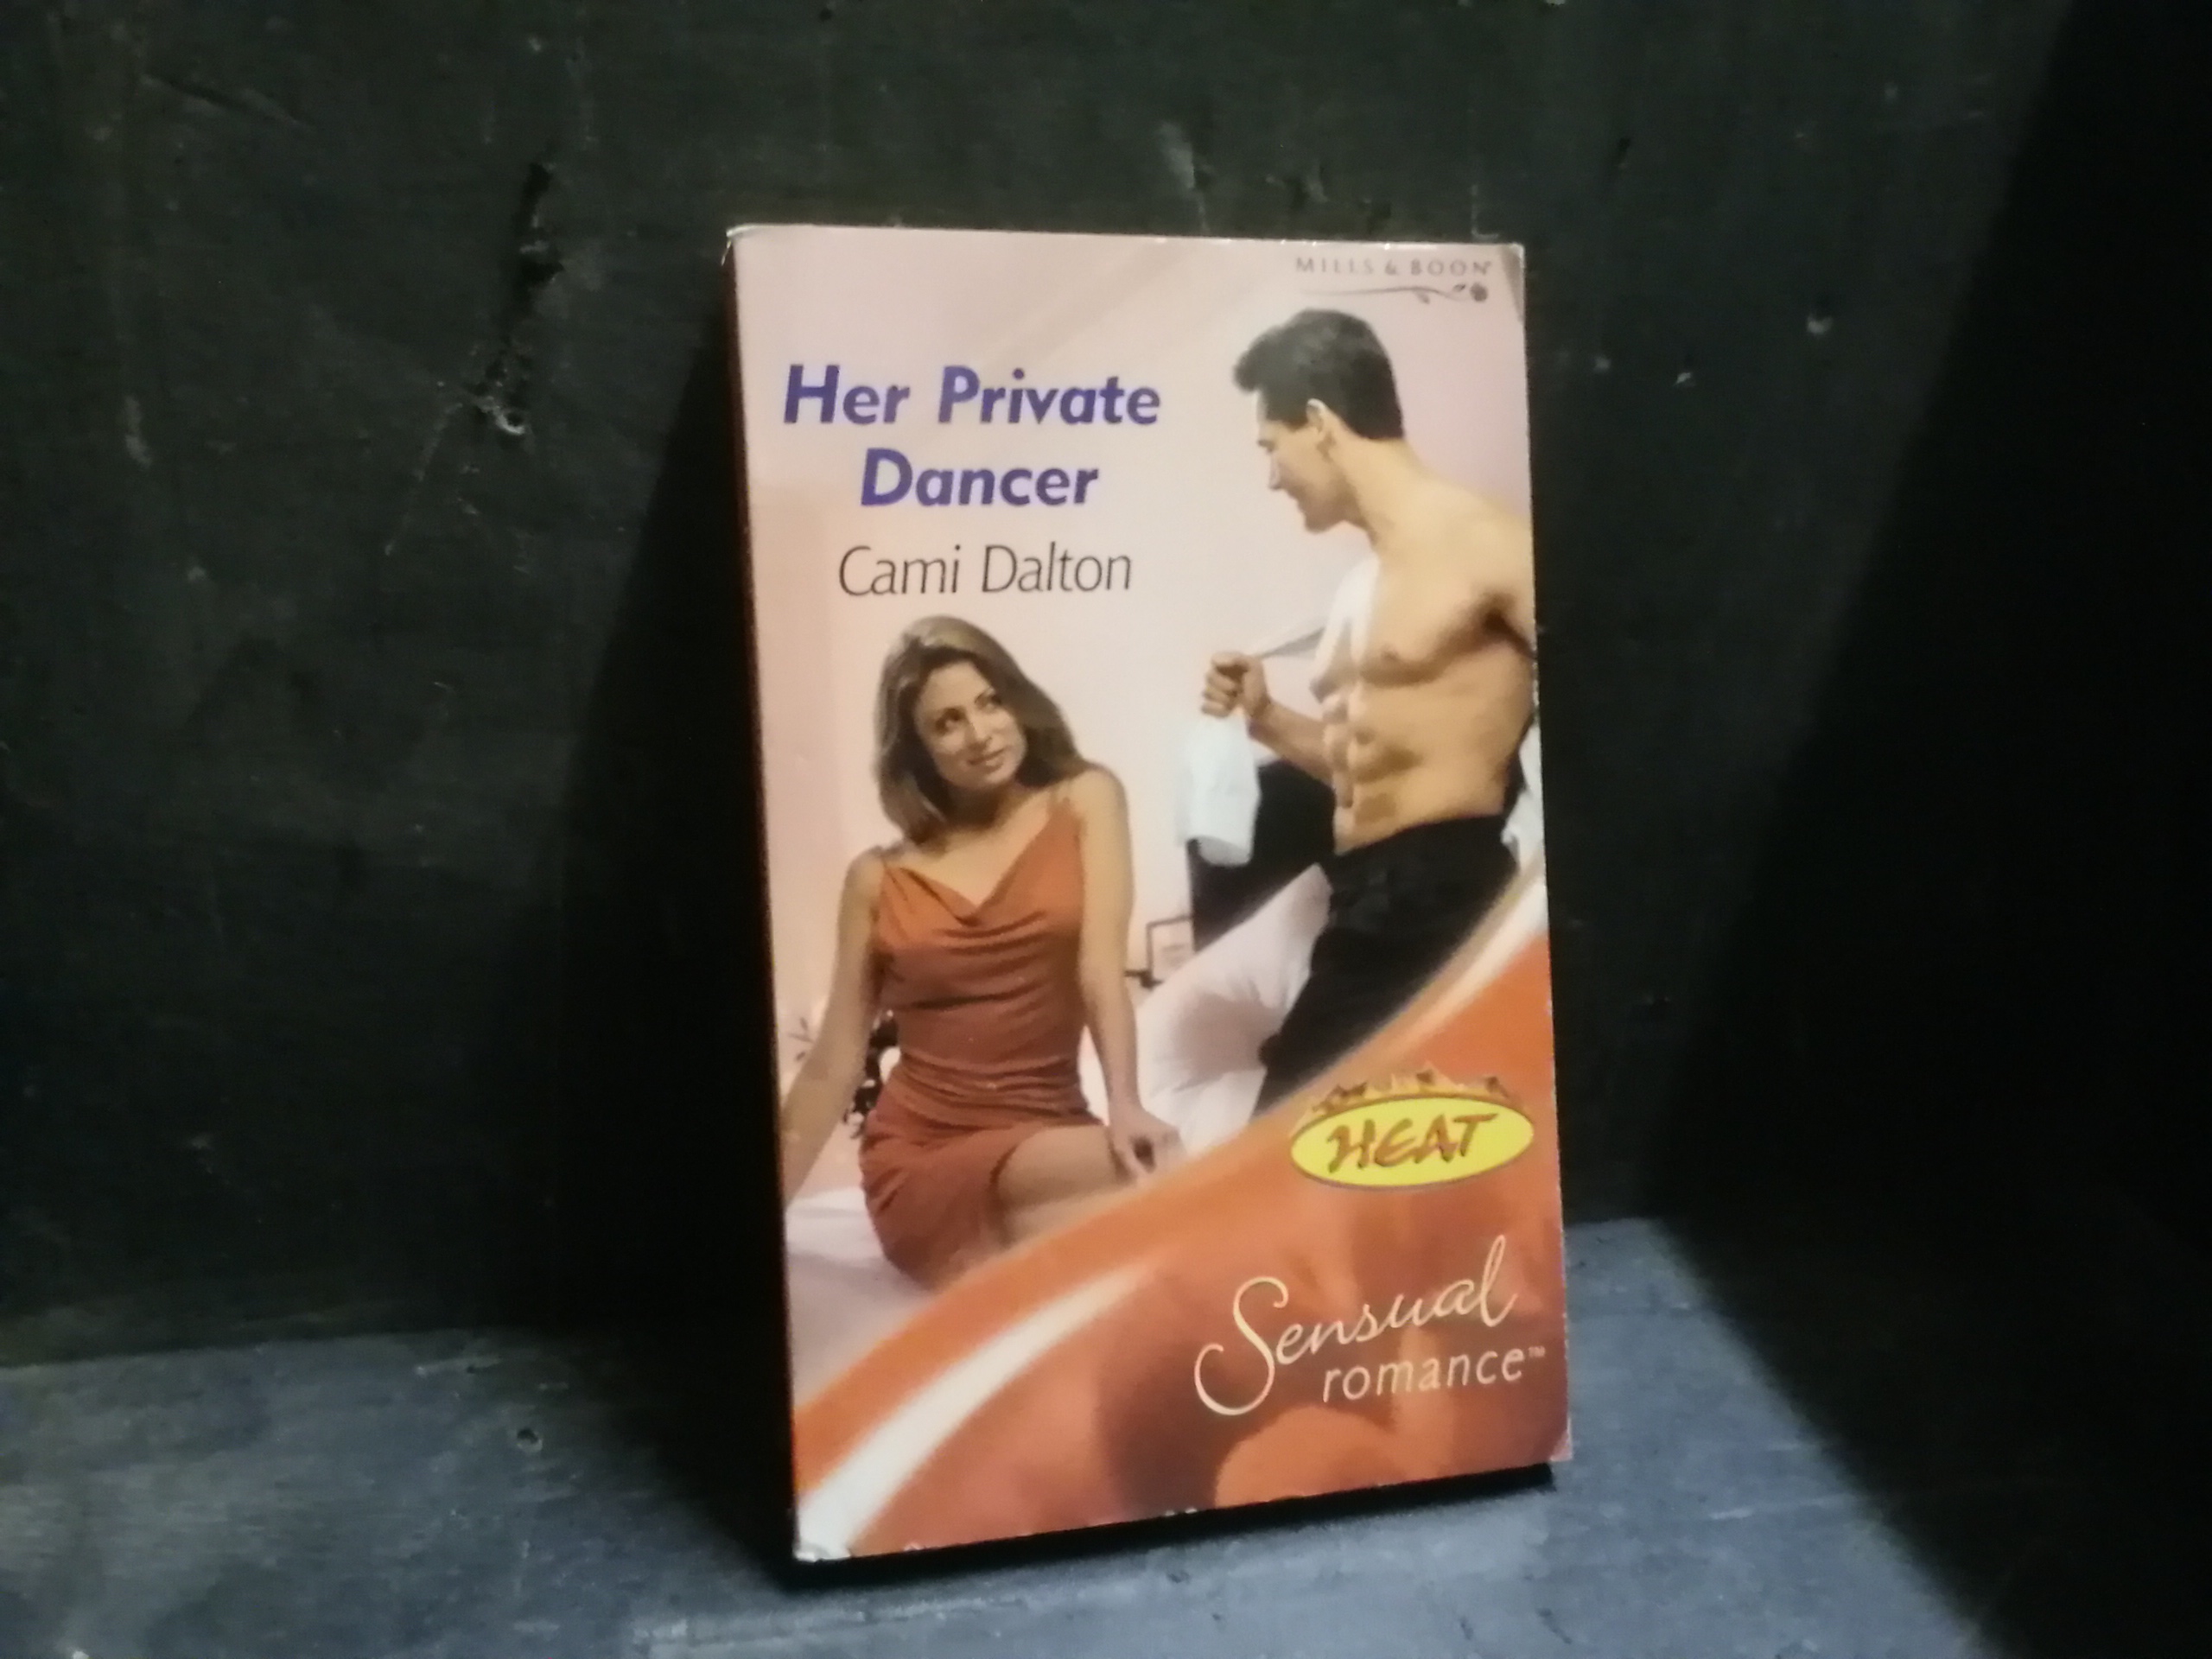 MILLS & BOON®
Her Private
Dancer
Cami Dalton
HEAT
Sensual
romance™